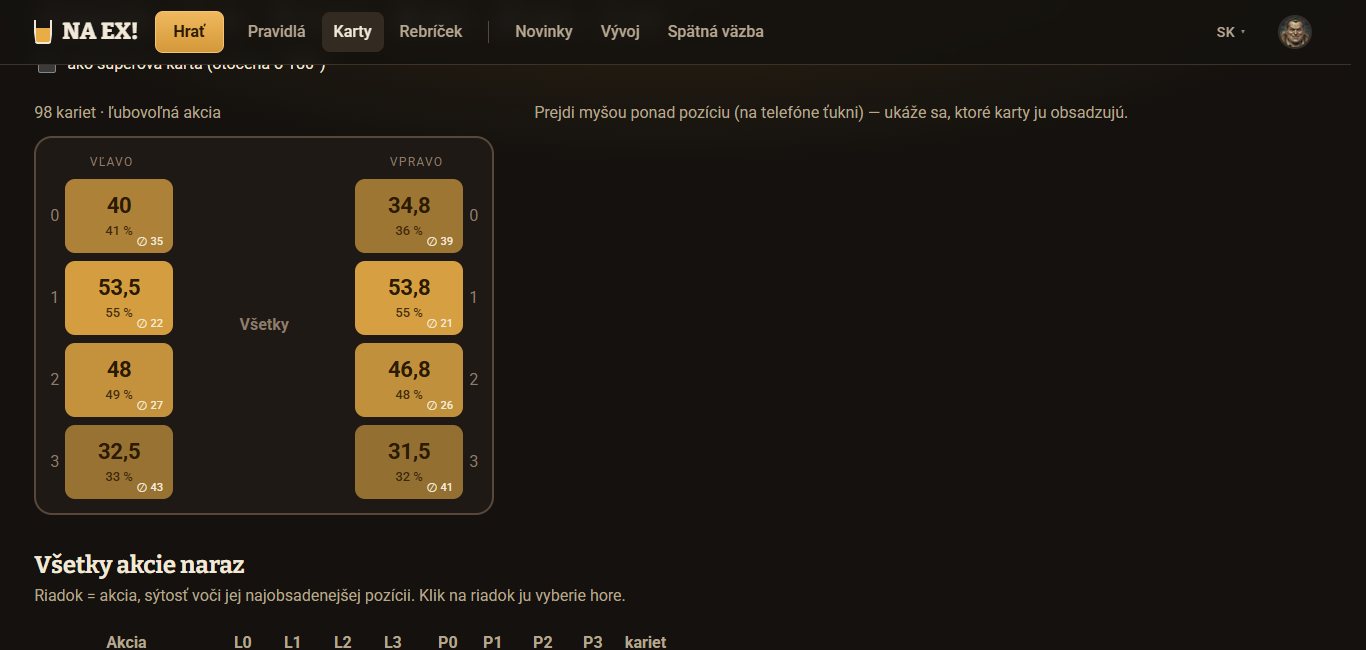 NA EX! Hrať Pravidlá Karty Rebríček Novinky Vývoj Spätná väzba SK
ako súperova karta (otočená o 180°)
98 kariet · ľubovoľná akcia
Prejdi myšou ponad pozíciu (na telefóne ťukni) — ukáže sa, ktoré karty ju obsadzujú.
VĽAVO VPRAVO
0 40 41 % ∅ 35 34,8 36 % ∅ 39 0
1 53,5 55 % ∅ 22 53,8 55 % ∅ 21 1
Všetky
2 48 49 % ∅ 27 46,8 48 % ∅ 26 2
3 32,5 33 % ∅ 43 31,5 32 % ∅ 41 3
Všetky akcie naraz
Riadok = akcia, sýtosť voči jej najobsadenejšej pozícii. Klik na riadok ju vyberie hore.
Akcia L0 L1 L2 L3 P0 P1 P2 P3 kariet